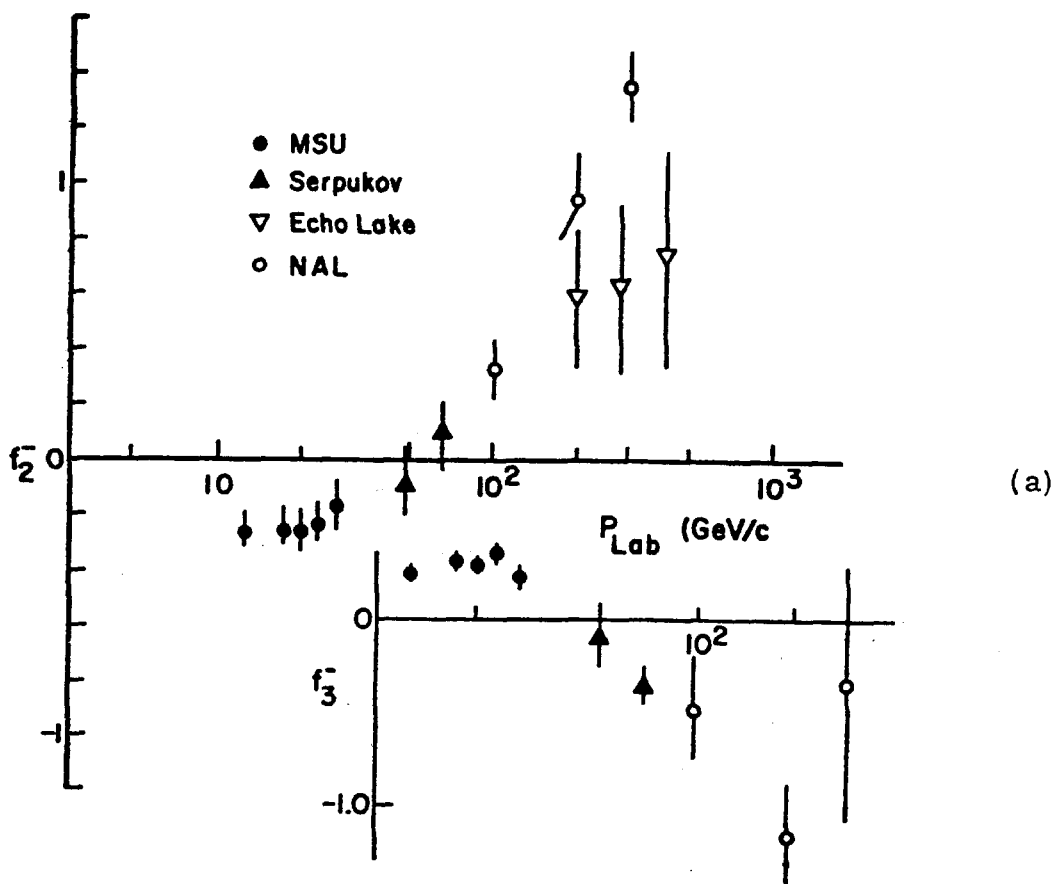 MSU
Serpukov
Echo Lake
NAL
1
f₂⁻ 0
10
10²
10³
(a)
P_Lab (GeV/c
0
10²
f₃⁻
-1
-1.0